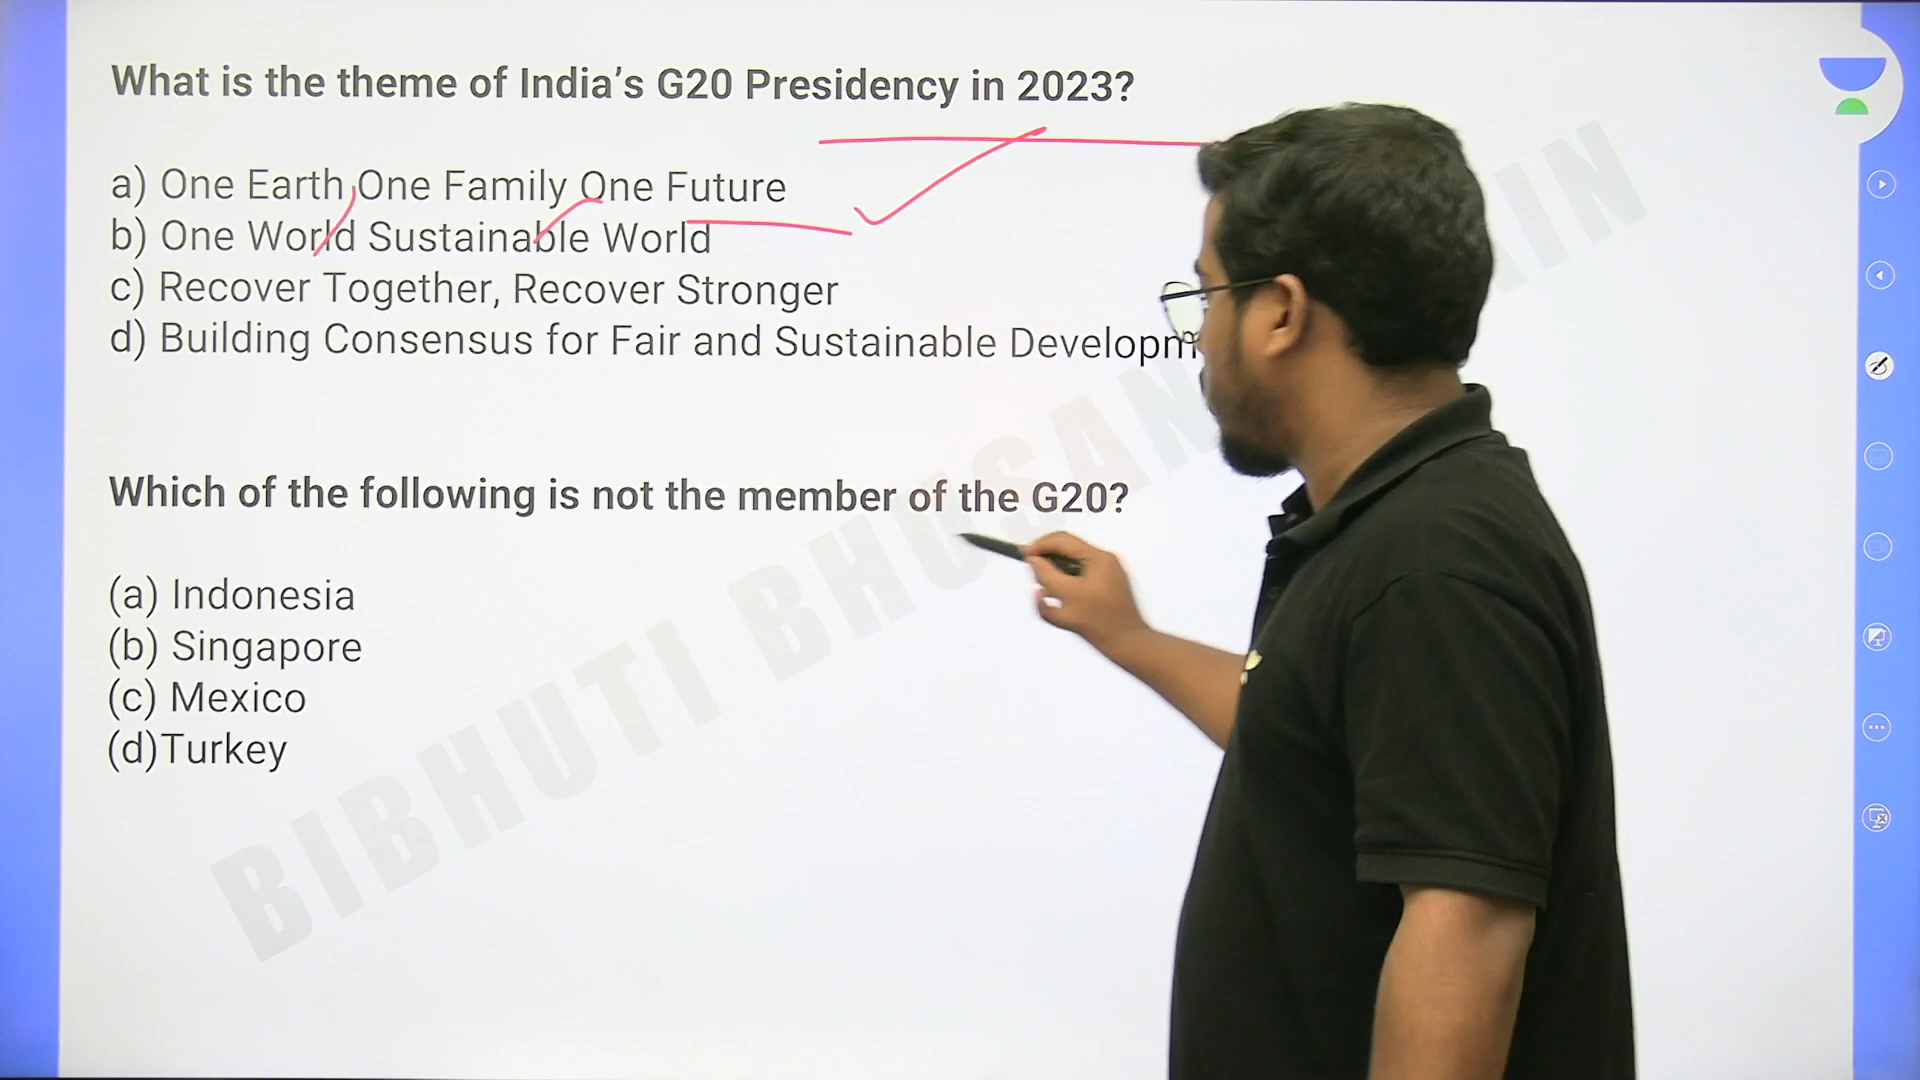 What is the theme of India's G20 Presidency in 2023?
a) One Earth,One Family One Future
b) One World Sustainable World
c) Recover Together, Recover Stronger
d) Building Consensus for Fair and Sustainable
Which of the following is not the member of the G20?
(a) Indonesia
(b) Singapore
(c) Mexico
(d)Turkey
BIBHUTI